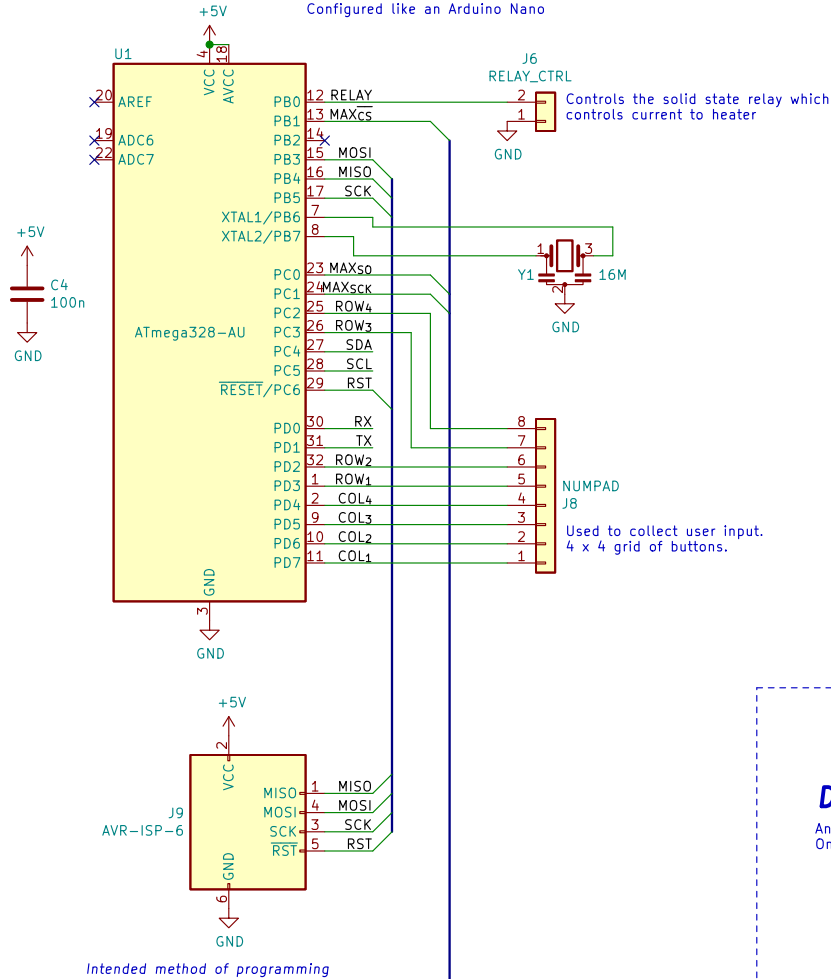 Configured like an Arduino Nano
+5V
U1
4
18
VCC
AVCC
20
AREF
19
ADC6
22
ADC7
PB0 12 RELAY
PB1 13 MAXCS
PB2 14
PB3 15 MOSI
PB4 16 MISO
PB5 17 SCK
XTAL1/PB6 7
XTAL2/PB7 8
PC0 23 MAXSO
PC1 24 MAXSCK
PC2 25 ROW4
PC3 26 ROW3
PC4 27 SDA
PC5 28 SCL
RESET/PC6 29 RST
PD0 30 RX
PD1 31 TX
PD2 32 ROW2
PD3 1 ROW1
PD4 2 COL4
PD5 9 COL3
PD6 10 COL2
PD7 11 COL1
ATmega328-AU
GND
3
GND
+5V
C4
100n
GND
J6
RELAY_CTRL
2
1
GND
Controls the solid state relay which
controls current to heater
1
3
Y1
2
16M
GND
8
7
6
5
4
3
2
1
NUMPAD
J8
Used to collect user input.
4 x 4 grid of buttons.
+5V
2
VCC
J9
AVR-ISP-6
MISO 1 MISO
MOSI 4 MOSI
SCK 3 SCK
RST 5 RST
GND
6
GND
Intended method of programming
D
An
On